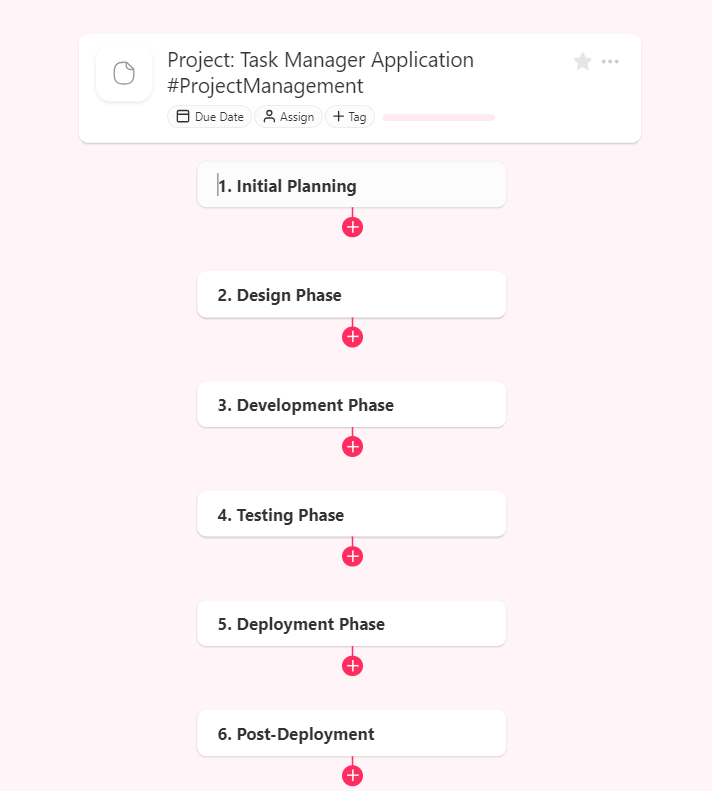 Project: Task Manager Application
#ProjectManagement
Due Date Assign + Tag
1. Initial Planning
2. Design Phase
3. Development Phase
4. Testing Phase
5. Deployment Phase
6. Post-Deployment